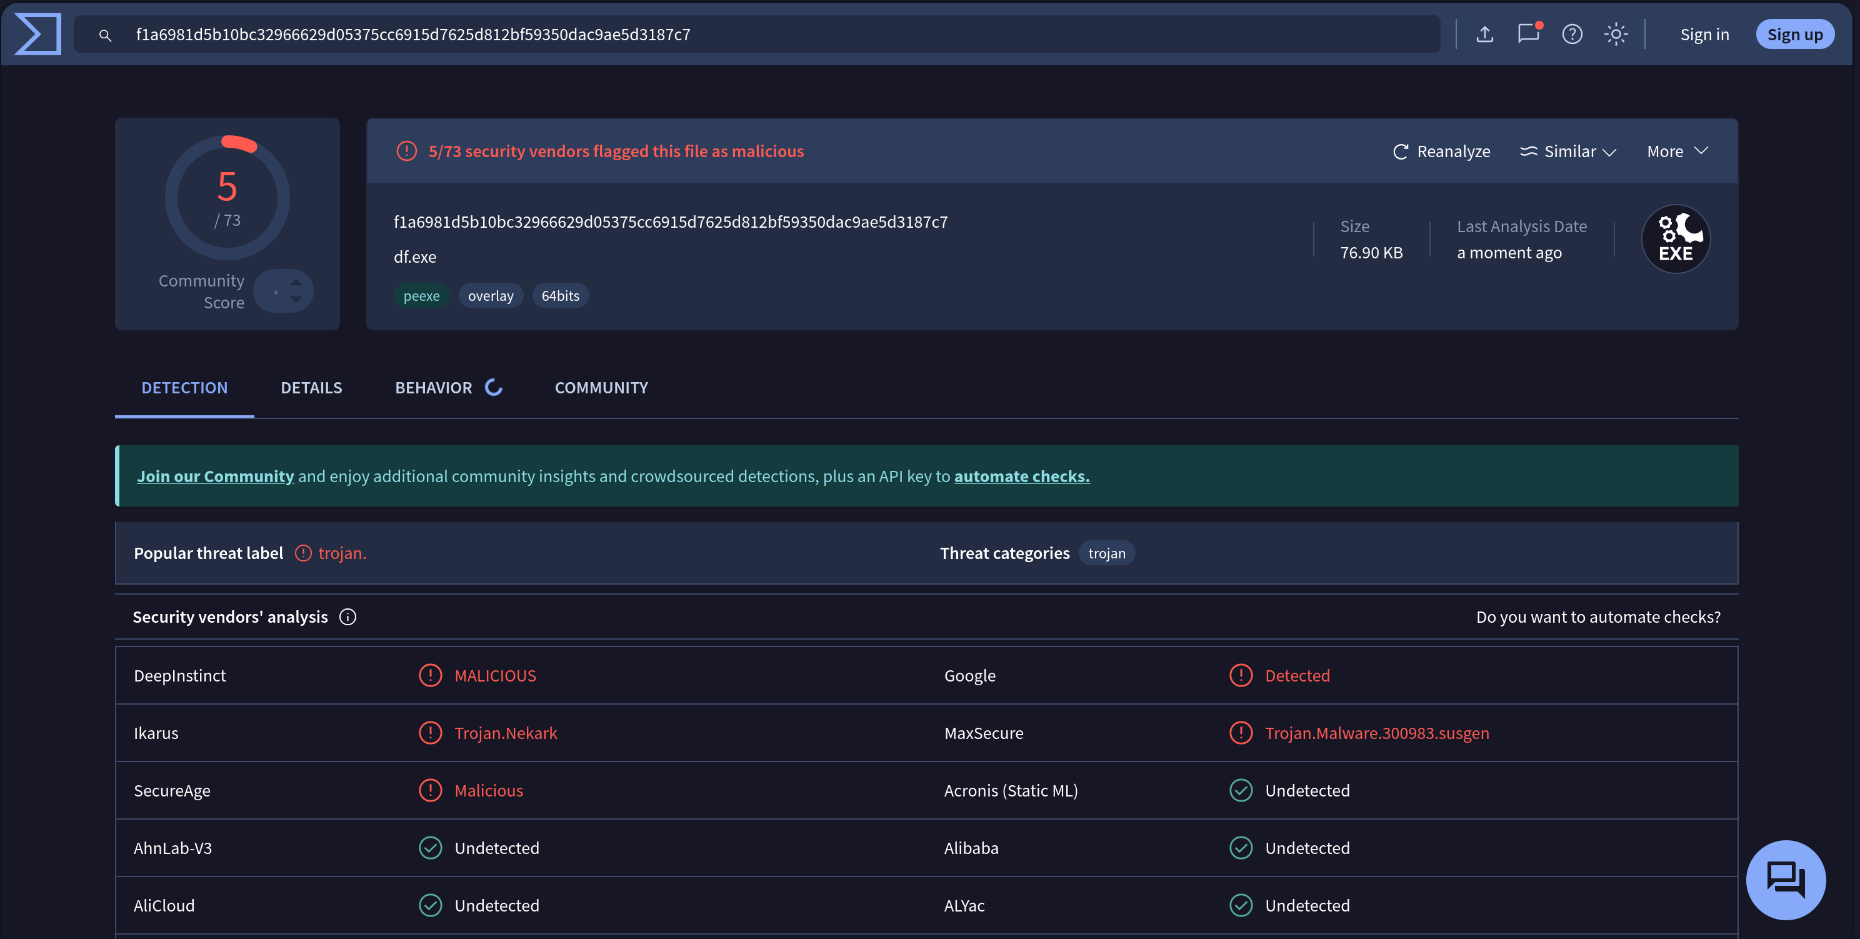 f1a6981d5b10bc32966629d05375cc6915d7625d812bf59350dac9ae5d3187c7
Sign in
Sign up
5
/ 73
Community
Score
5/73 security vendors flagged this file as malicious
Reanalyze
Similar
More
f1a6981d5b10bc32966629d05375cc6915d7625d812bf59350dac9ae5d3187c7
df.exe
peexe overlay 64bits
Size
76.90 KB
Last Analysis Date
a moment ago
EXE
DETECTION DETAILS BEHAVIOR COMMUNITY
Join our Community and enjoy additional community insights and crowdsourced detections, plus an API key to automate checks.
Popular threat label trojan. Threat categories trojan
Security vendors' analysis Do you want to automate checks?
DeepInstinct MALICIOUS Google Detected
Ikarus Trojan.Nekark MaxSecure Trojan.Malware.300983.susgen
SecureAge Malicious Acronis (Static ML) Undetected
AhnLab-V3 Undetected Alibaba Undetected
AliCloud Undetected ALYac Undetected